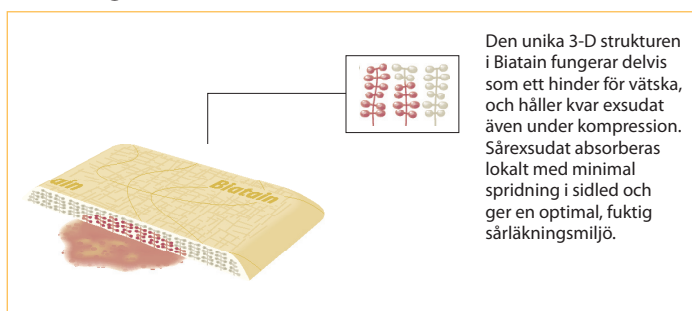 Den unika 3-D strukturen
i Biatain fungerar delvis
som ett hinder för vätska,
och håller kvar exsudat
även under kompression.
Sårexsudat absorberas
lokalt med minimal
spridning i sidled och
ger en optimal, fuktig
sårläkningsmiljö.
Biatain
ain